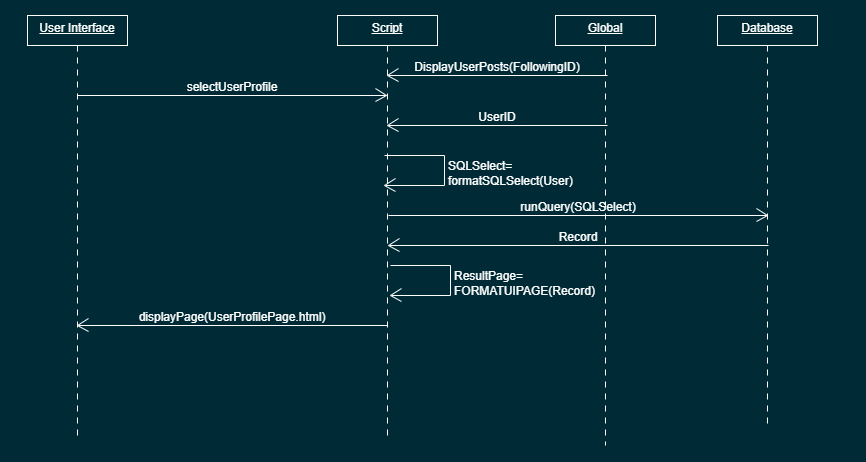 User Interface
Script
Global
Database
DisplayUserPosts(FollowingID)
selectUserProfile
UserID
SQLSelect=
formatSQLSelect(User)
runQuery(SQLSelect)
Record
ResultPage=
FORMATUIPAGE(Record)
displayPage(UserProfilePage.html)